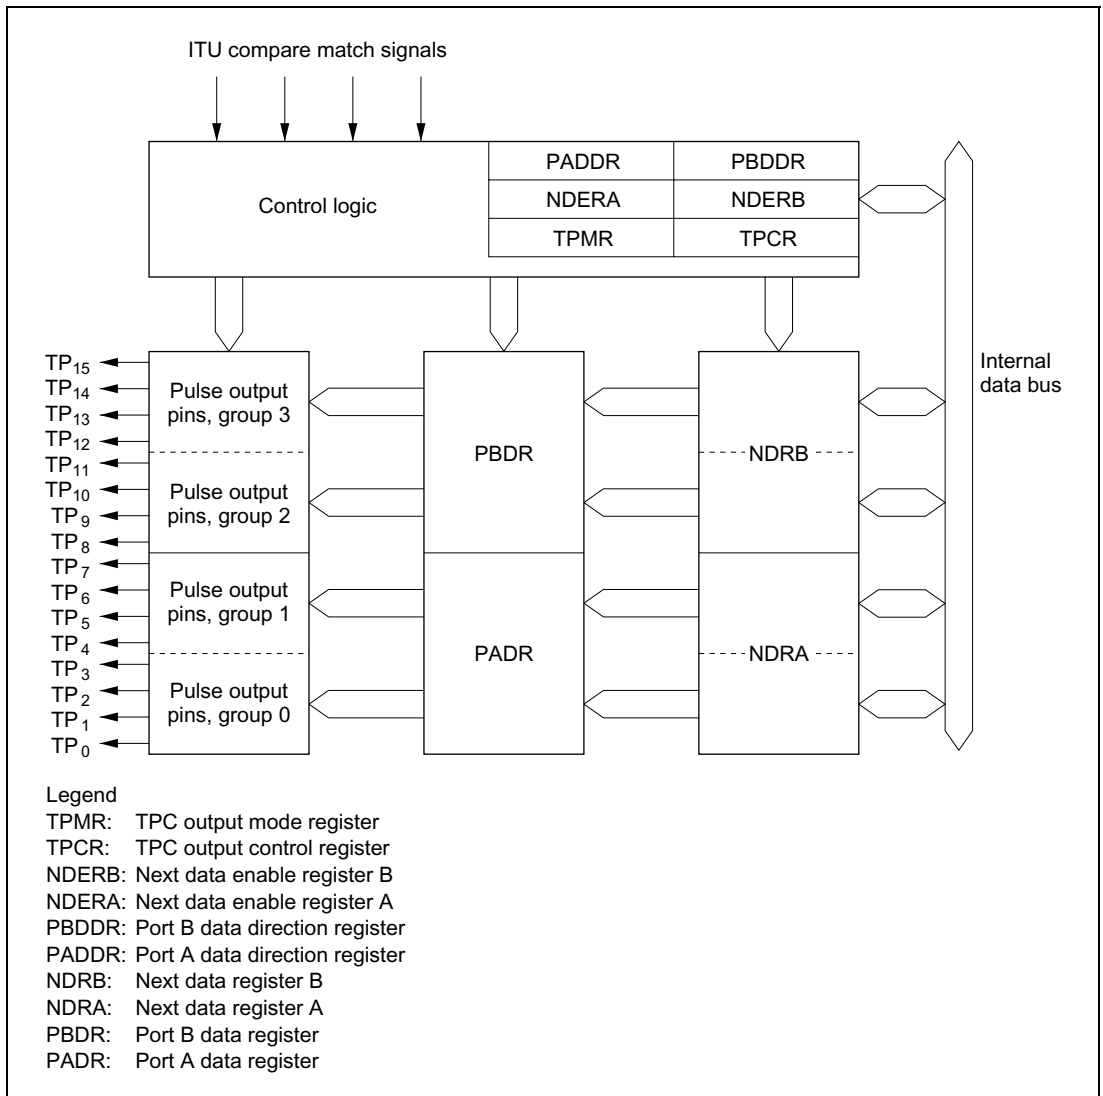 ITU compare match signals
Control logic
PADDR PBDDR
NDERA NDERB
TPMR TPCR
Internal
data bus
TP15
TP14
TP13
TP12
TP11
TP10
TP9
TP8
TP7
TP6
TP5
TP4
TP3
TP2
TP1
TP0
Pulse output
pins, group 3
Pulse output
pins, group 2
Pulse output
pins, group 1
Pulse output
pins, group 0
PBDR
PADR
NDRB
NDRA
Legend
TPMR: TPC output mode register
TPCR: TPC output control register
NDERB: Next data enable register B
NDERA: Next data enable register A
PBDDR: Port B data direction register
PADDR: Port A data direction register
NDRB: Next data register B
NDRA: Next data register A
PBDR: Port B data register
PADR: Port A data register